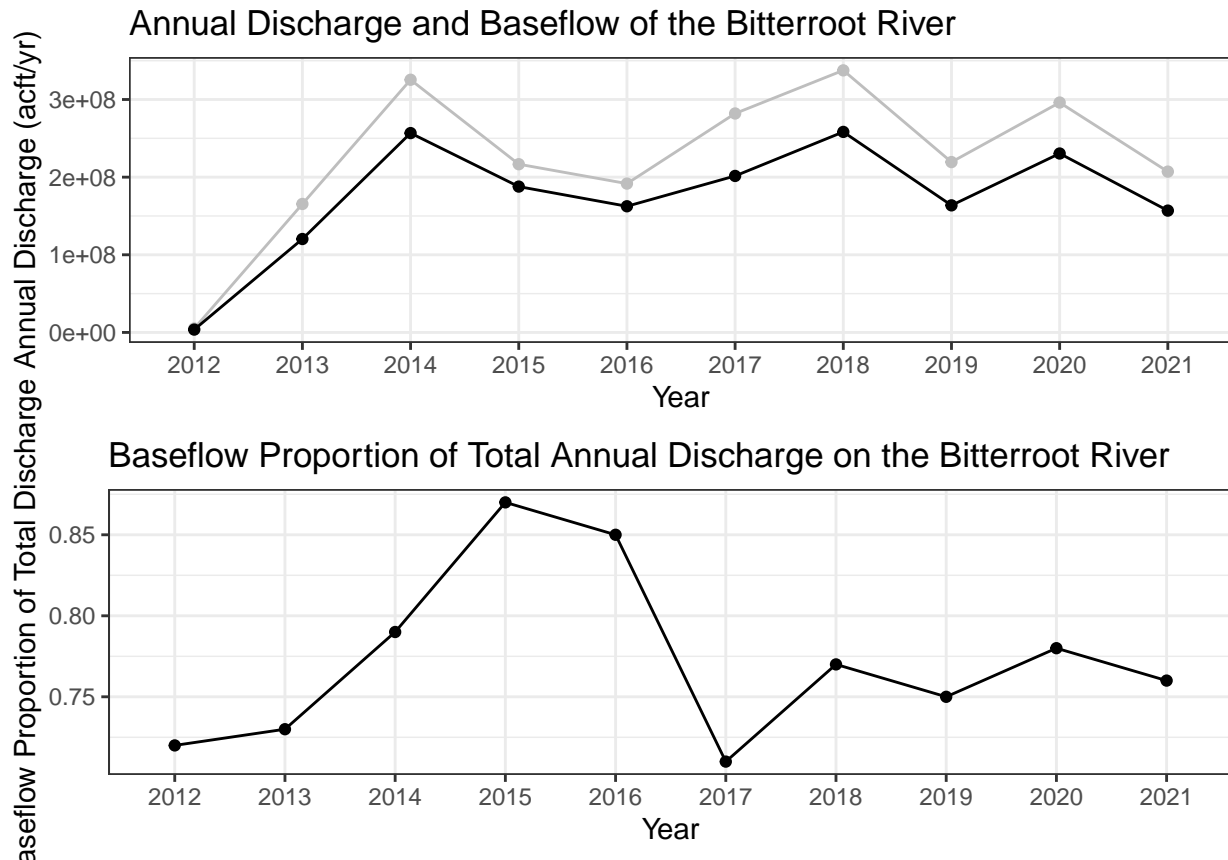 Annual Discharge and Baseflow of the Bitterroot River
Annual Discharge (acft/yr)
3e+08
2e+08
1e+08
0e+00
2012 2013 2014 2015 2016 2017 2018 2019 2020 2021
Year
Baseflow Proportion of Total Annual Discharge on the Bitterroot River
aseflow Proportion of Total Discharge
0.85
0.80
0.75
2012 2013 2014 2015 2016 2017 2018 2019 2020 2021
Year